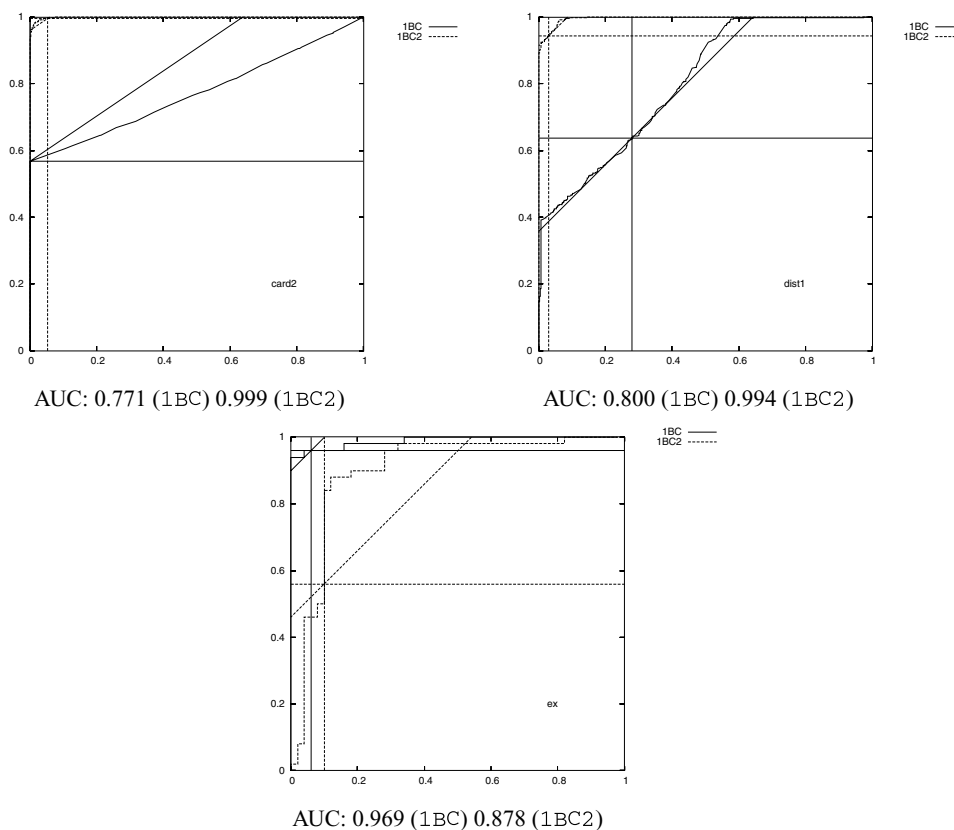 1BC
1BC2
1
0.8
0.6
0.4
0.2
0
0 0.2 0.4 0.6 0.8 1
card2
AUC: 0.771 (1BC) 0.999 (1BC2)
1BC
1BC2
1
0.8
0.6
0.4
0.2
0
0 0.2 0.4 0.6 0.8 1
dist1
AUC: 0.800 (1BC) 0.994 (1BC2)
1BC
1BC2
1
0.8
0.6
0.4
0.2
0
0 0.2 0.4 0.6 0.8 1
ex
AUC: 0.969 (1BC) 0.878 (1BC2)